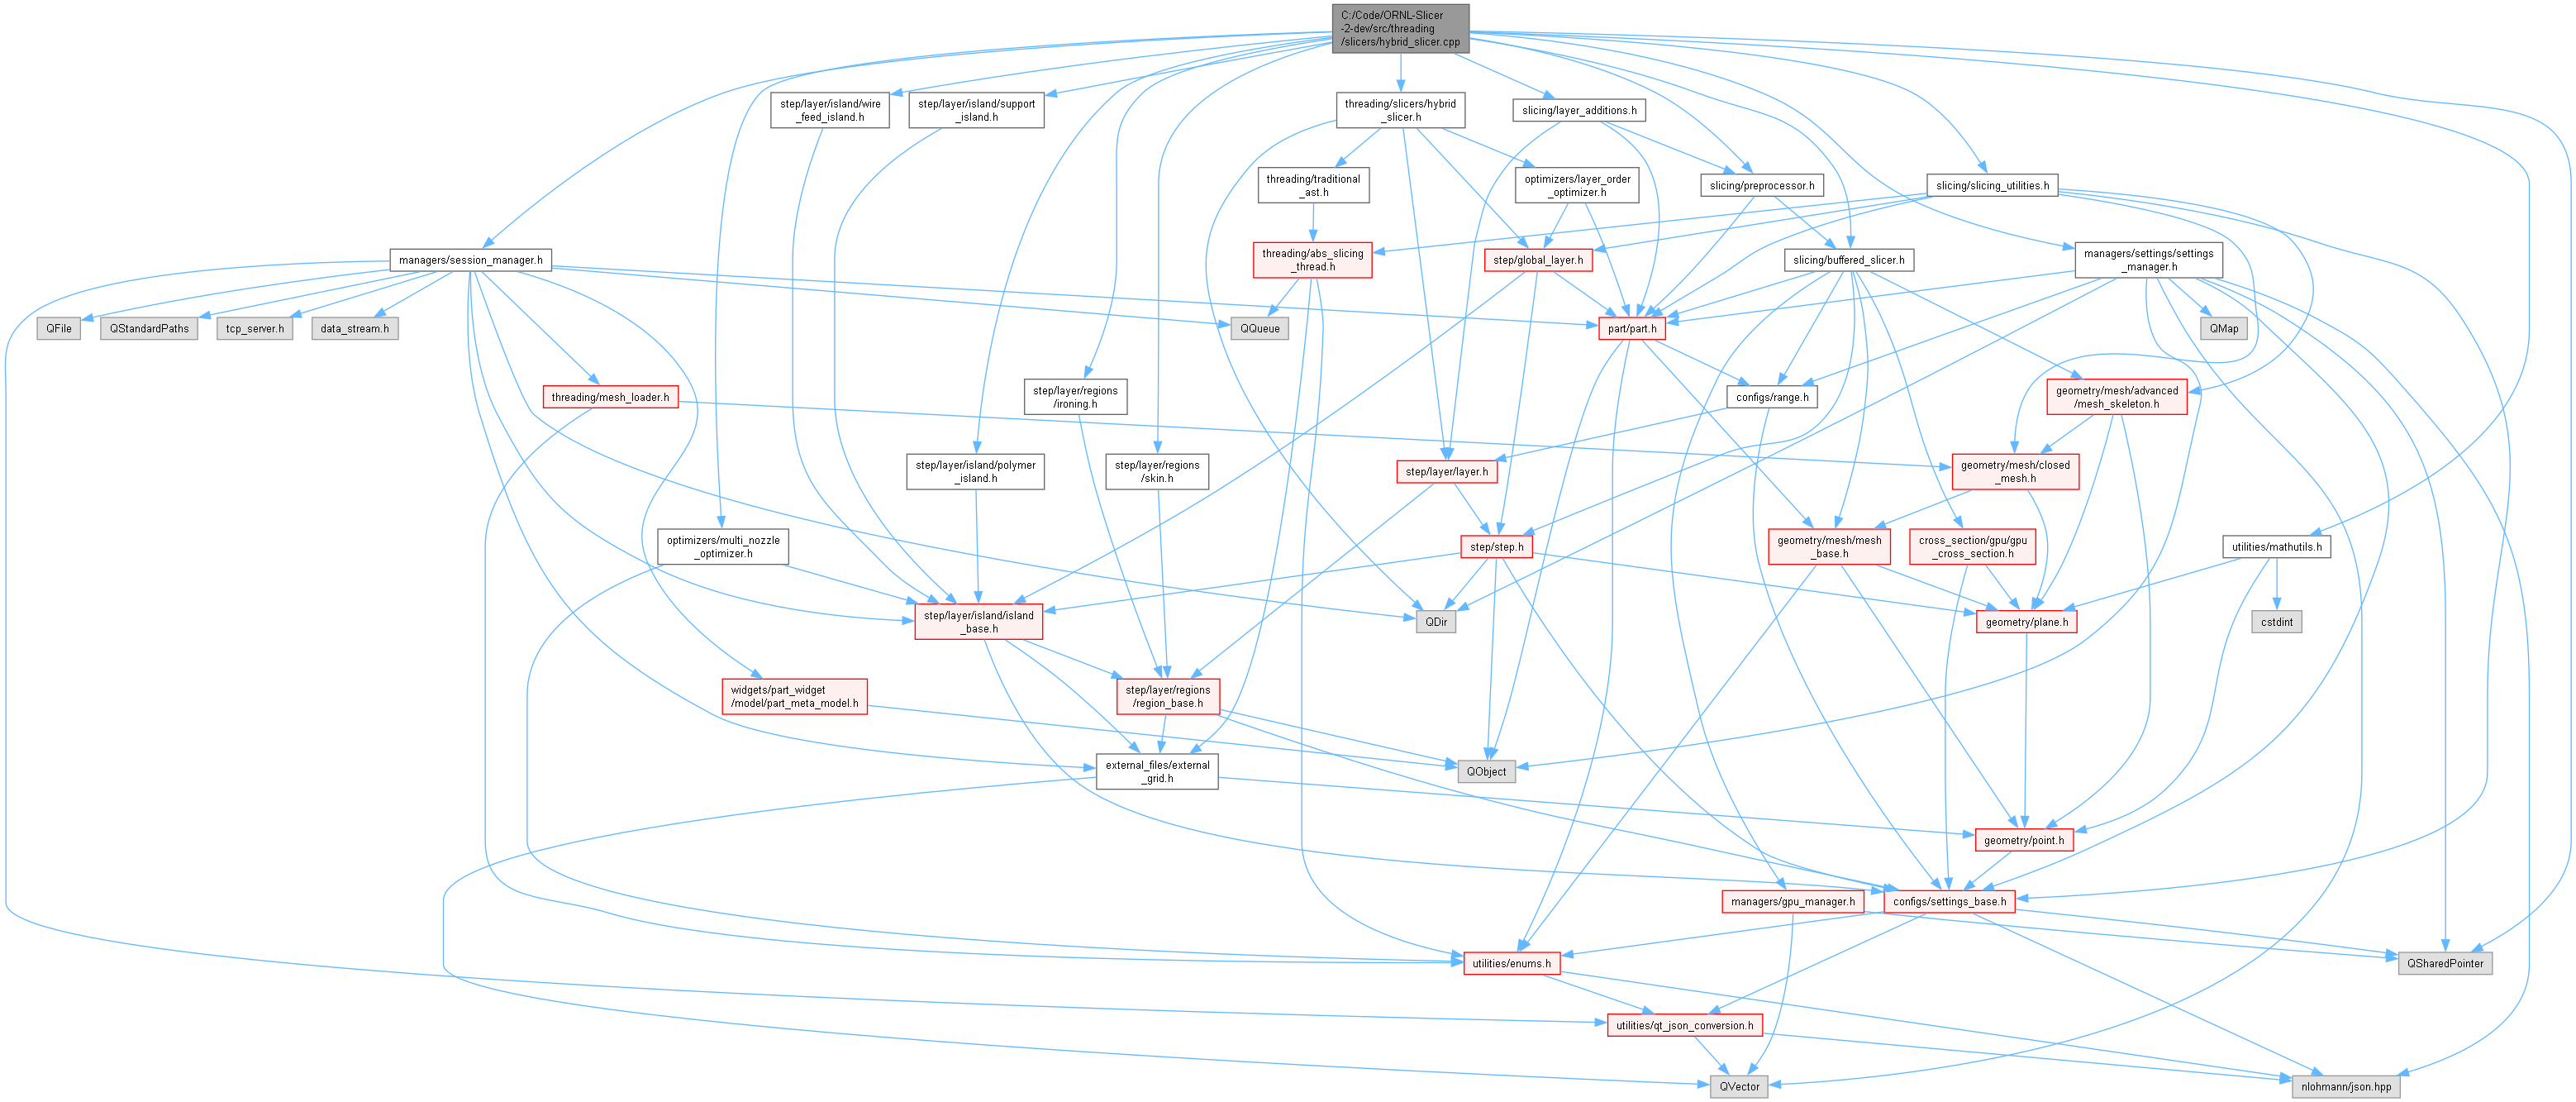 C:/Code/ORNL-Slicer
-2-dev/src/threading
/slicers/hybrid_slicer.cpp
step/layer/island/wire
_feed_island.h
step/layer/island/support
_island.h
threading/slicers/hybrid
_slicer.h
slicing/layer_additions.h
threading/traditional
_ast.h
optimizers/layer_order
_optimizer.h
slicing/preprocessor.h
slicing/slicing_utilities.h
managers/session_manager.h
threading/abs_slicing
_thread.h
step/global_layer.h
slicing/buffered_slicer.h
managers/settings/settings
_manager.h
QFile
QStandardPaths
tcp_server.h
data_stream.h
QQueue
part/part.h
QMap
threading/mesh_loader.h
step/layer/regions
/ironing.h
configs/range.h
geometry/mesh/advanced
/mesh_skeleton.h
step/layer/island/polymer
_island.h
step/layer/regions
/skin.h
step/layer/layer.h
geometry/mesh/closed
_mesh.h
optimizers/multi_nozzle
_optimizer.h
step/step.h
geometry/mesh/mesh
_base.h
cross_section/gpu/gpu
_cross_section.h
utilities/mathutils.h
step/layer/island/island
_base.h
QDir
geometry/plane.h
cstdint
widgets/part_widget
/model/part_meta_model.h
step/layer/regions
/region_base.h
external_files/external
_grid.h
QObject
geometry/point.h
managers/gpu_manager.h
configs/settings_base.h
utilities/enums.h
QSharedPointer
utilities/qt_json_conversion.h
QVector
nlohmann/json.hpp